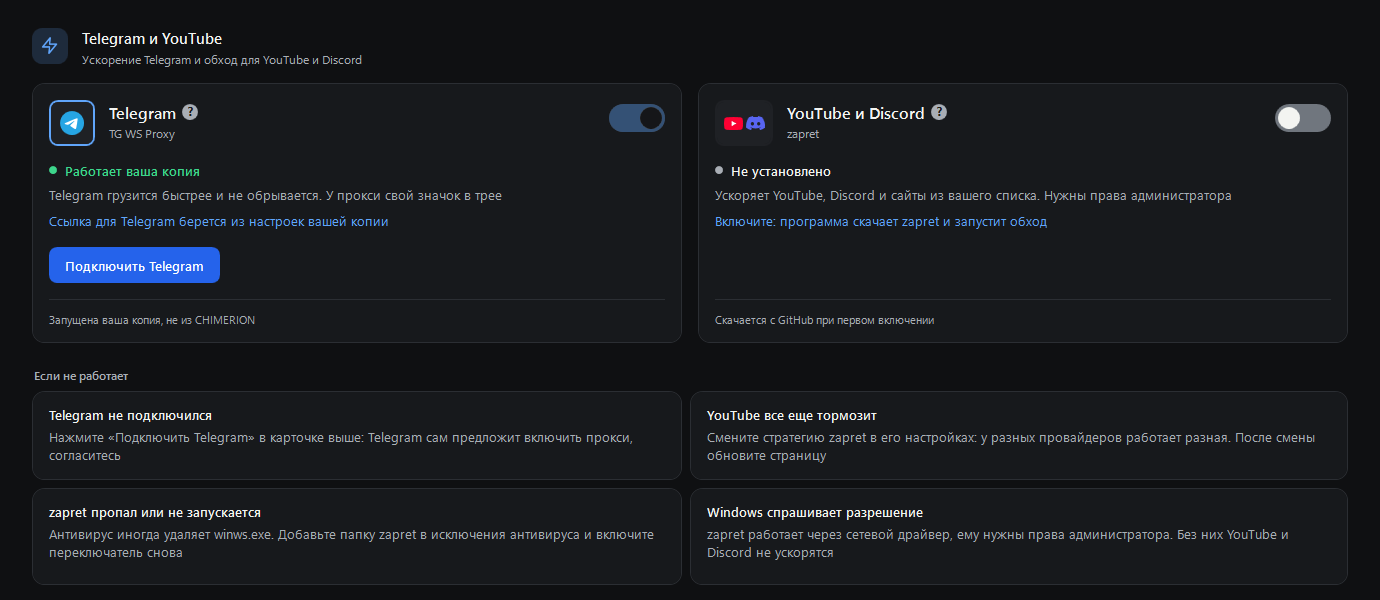 Telegram и YouTube
Ускорение Telegram и обход для YouTube и Discord
Telegram ?
TG WS Proxy
Работает ваша копия
Telegram грузится быстрее и не обрывается. У прокси свой значок в трее
Ссылка для Telegram берется из настроек вашей копии
Подключить Telegram
Запущена ваша копия, не из CHIMERION
YouTube и Discord ?
zapret
Не установлено
Ускоряет YouTube, Discord и сайты из вашего списка. Нужны права администратора
Включите: программа скачает zapret и запустит обход
Скачается с GitHub при первом включении
Если не работает
Telegram не подключился
Нажмите «Подключить Telegram» в карточке выше: Telegram сам предложит включить прокси,
согласитесь
YouTube все еще тормозит
Смените стратегию zapret в его настройках: у разных провайдеров работает разная. После смены
обновите страницу
zapret пропал или не запускается
Антивирус иногда удаляет winws.exe. Добавьте папку zapret в исключения антивируса и включите
переключатель снова
Windows спрашивает разрешение
zapret работает через сетевой драйвер, ему нужны права администратора. Без них YouTube и
Discord не ускорятся